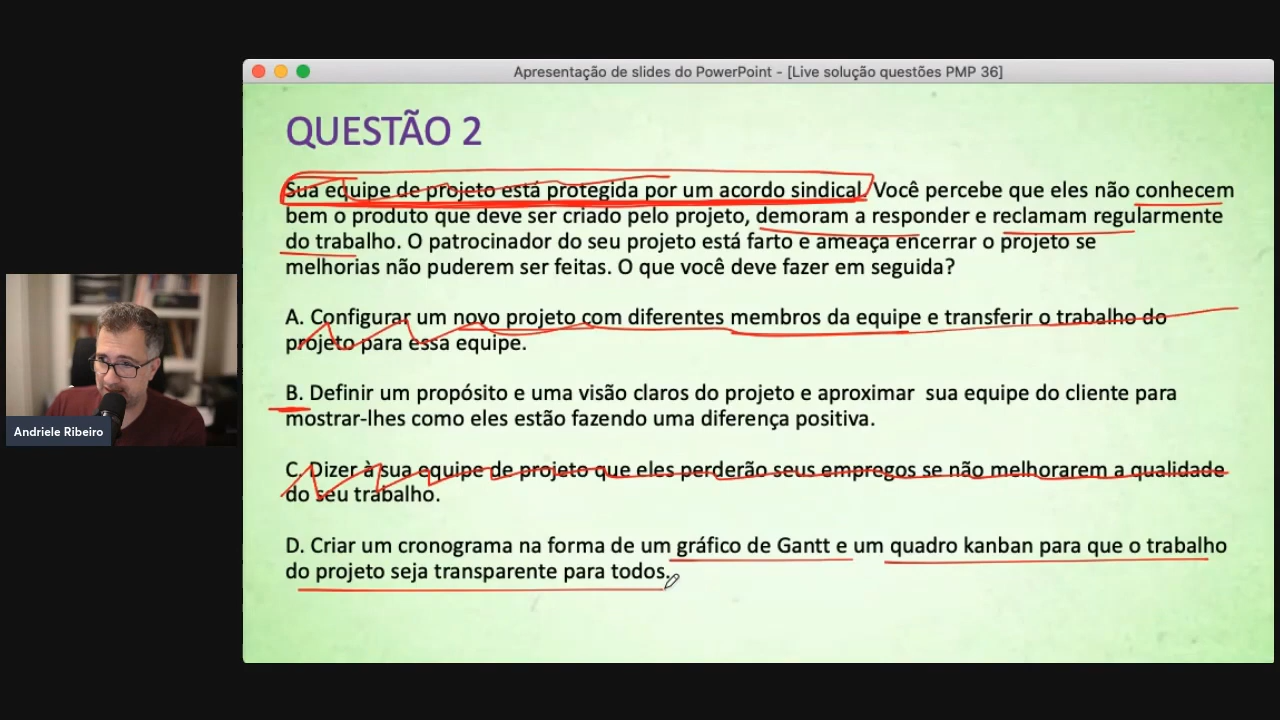 Apresentação de slides do PowerPoint - [Live solução questões PMP 36]
QUESTÃO 2
Sua equipe de projeto está protegida por um acordo sindical. Você percebe que eles não conhecem
bem o produto que deve ser criado pelo projeto, demoram a responder e reclamam regularmente
do trabalho. O patrocinador do seu projeto está farto e ameaça encerrar o projeto se
melhorias não puderem ser feitas. O que você deve fazer em seguida?
A. Configurar um novo projeto com diferentes membros da equipe e transferir o trabalho do
projeto para essa equipe.
B. Definir um propósito e uma visão claros do projeto e aproximar sua equipe do cliente para
mostrar-lhes como eles estão fazendo uma diferença positiva.
C. Dizer à sua equipe de projeto que eles perderão seus empregos se não melhorarem a qualidade
do seu trabalho.
D. Criar um cronograma na forma de um gráfico de Gantt e um quadro kanban para que o trabalho
do projeto seja transparente para todos.
Andriele Ribeiro